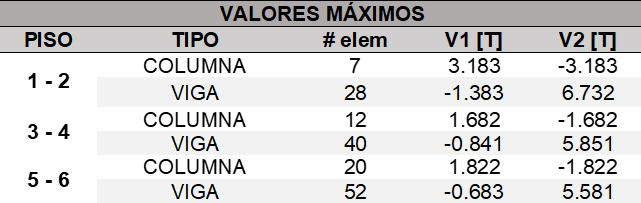 VALORES MÁXIMOS
PISO TIPO # elem V1 [T] V2 [T]
1 - 2 COLUMNA 7 3.183 -3.183
VIGA 28 -1.383 6.732
3 - 4 COLUMNA 12 1.682 -1.682
VIGA 40 -0.841 5.851
5 - 6 COLUMNA 20 1.822 -1.822
VIGA 52 -0.683 5.581